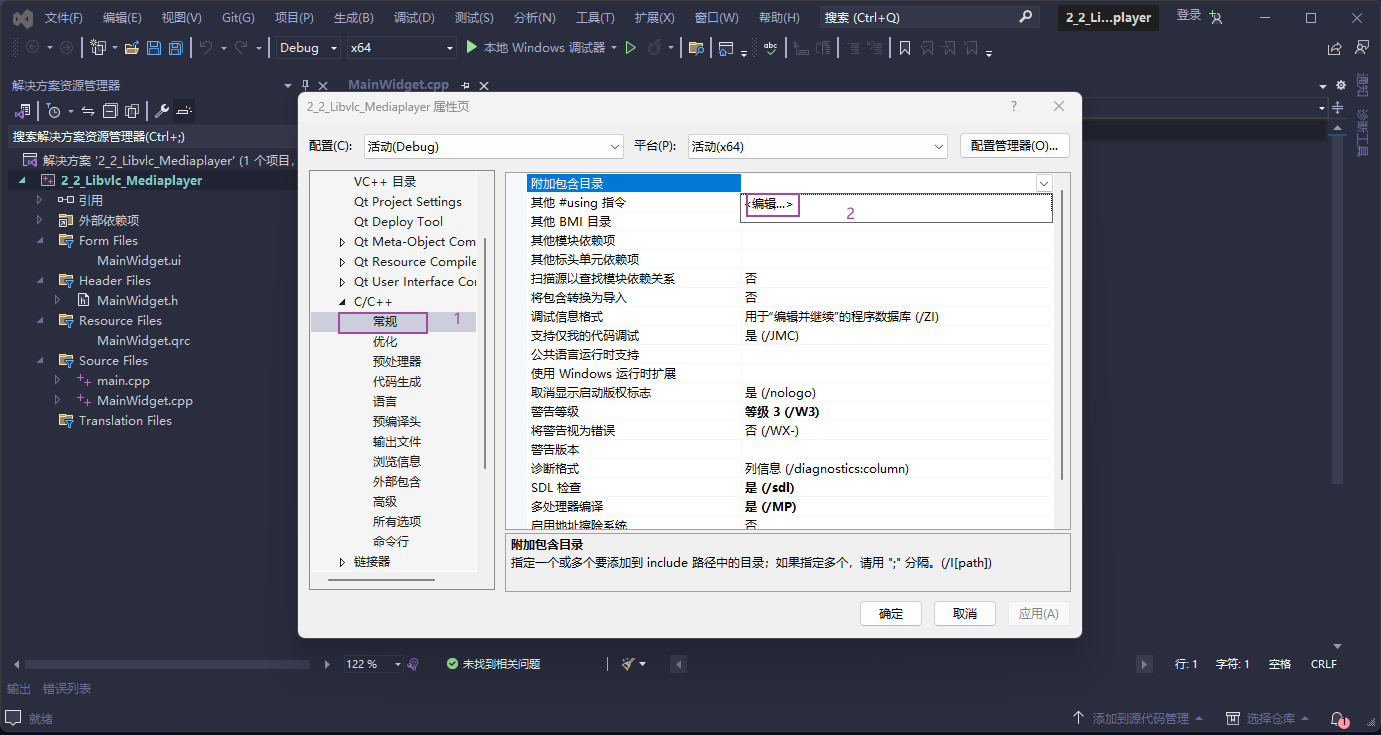 文件(F) 编辑(E) 视图(V) Git(G) 项目(P) 生成(B) 调试(D) 测试(S) 分析(N) 工具(T) 扩展(X) 窗口(W) 帮助(H) 搜索 (Ctrl+Q) 2_2_Li...player 登录
Debug x64 本地 Windows 调试器 abc
解决方案资源管理器
MainWidget.cpp
搜索解决方案资源管理器(Ctrl+;)
解决方案 '2_2_Libvlc_Mediaplayer' (1 个项目,
2_2_Libvlc_Mediaplayer
引用
外部依赖项
Form Files
MainWidget.ui
Header Files
MainWidget.h
Resource Files
MainWidget.qrc
Source Files
main.cpp
MainWidget.cpp
Translation Files
2_2_Libvlc_Mediaplayer 属性页
配置(C): 活动(Debug) 平台(P): 活动(x64) 配置管理器(O)...
VC++ 目录
Qt Project Settings
Qt Deploy Tool
Qt Meta-Object Com
Qt Resource Compile
Qt User Interface Co
C/C++
常规 1
优化
预处理器
代码生成
语言
预编译头
输出文件
浏览信息
外部包含
高级
所有选项
命令行
链接器
附加包含目录
其他 #using 指令 <编辑...> 2
其他 BMI 目录
其他模块依赖项
其他标头单元依赖项
扫描源以查找模块依赖关系 否
将包含转换为导入 否
调试信息格式 用于“编辑并继续”的程序数据库 (/ZI)
支持仅我的代码调试 是 (/JMC)
公共语言运行时支持
使用 Windows 运行时扩展
取消显示启动版权标志 是 (/nologo)
警告等级 等级 3 (/W3)
将警告视为错误 否 (/WX-)
警告版本
诊断格式 列信息 (/diagnostics:column)
SDL 检查 是 (/sdl)
多处理器编译 是 (/MP)
启用地址擦除系统 否
附加包含目录
指定一个或多个要添加到 include 路径中的目录；如果指定多个，请用 ";" 分隔。(/I[path])
确定 取消 应用(A)
通知
诊断工具
122 % 未找到相关问题 行: 1 字符: 1 空格 CRLF
输出 错误列表
就绪 添加到源代码管理 选择仓库 1